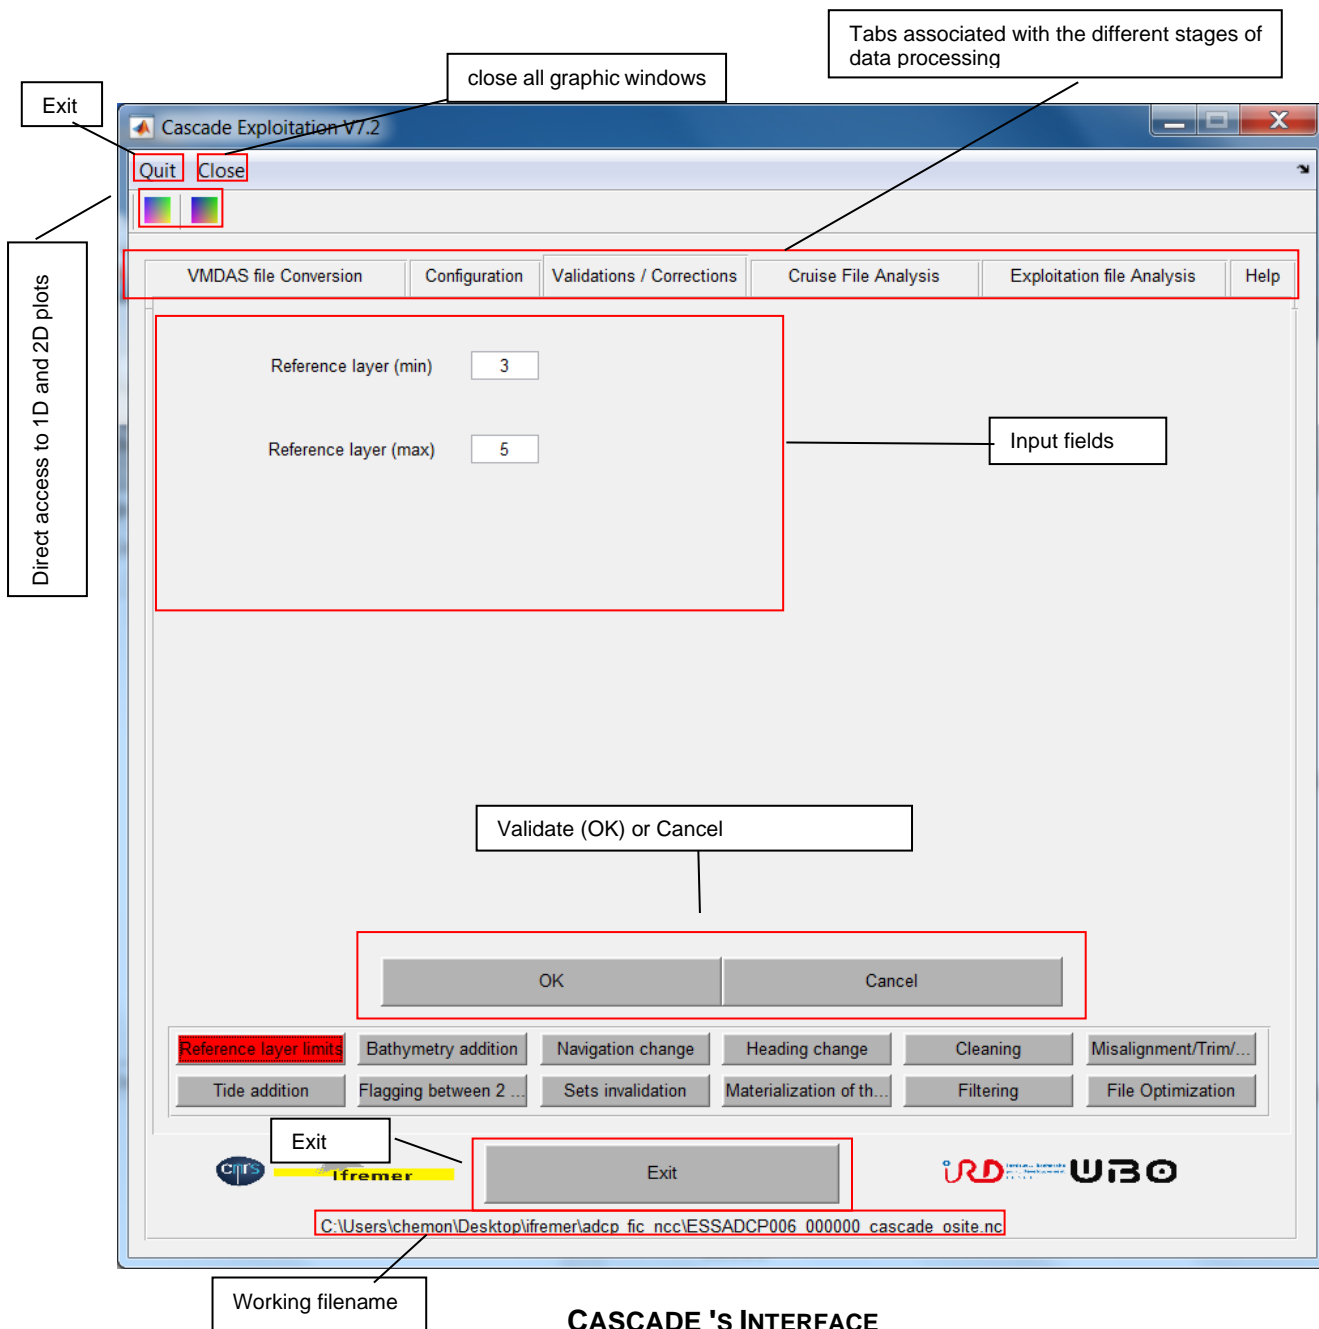 Tabs associated with the different stages of
data processing
close all graphic windows
Exit
Cascade Exploitation V7.2
Quit Close
Direct access to 1D and 2D plots
VMDAS file Conversion Configuration Validations / Corrections Cruise File Analysis Exploitation file Analysis Help
Reference layer (min) 3
Reference layer (max) 5
Input fields
Validate (OK) or Cancel
OK Cancel
Reference layer limits Bathymetry addition Navigation change Heading change Cleaning Misalignment/Trim/...
Tide addition Flagging between 2 ... Sets invalidation Materialization of th... Filtering File Optimization
Exit
cnrs Ifremer Exit IRD UBO
C:\Users\chemon\Desktop\ifremer\adcp_fic_ncc\ESSADCP006_000000_cascade_osite.nc
Working filename
CASCADE 'S INTERFACE